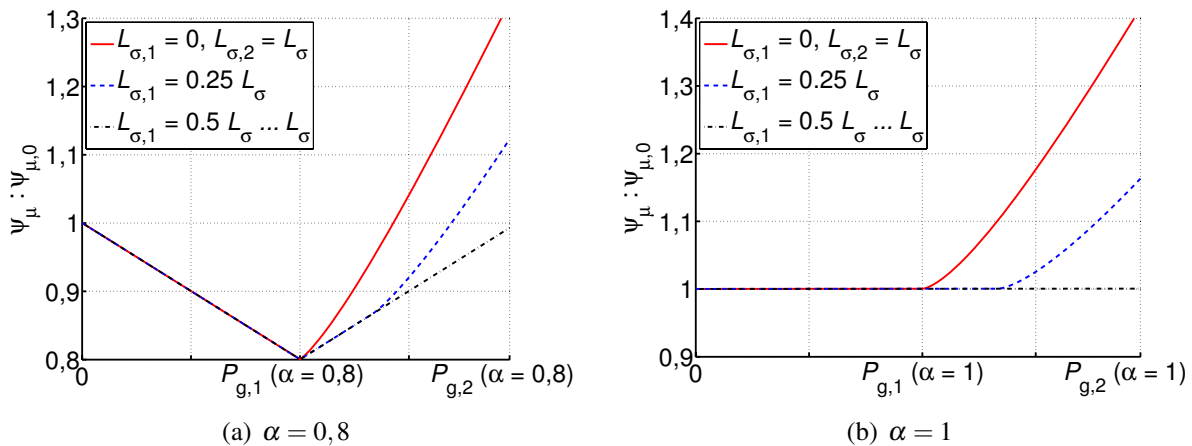 1,3
1,2
1,1
1
0,9
0,8
ψμ : ψμ,0
Lσ,1 = 0, Lσ,2 = Lσ
Lσ,1 = 0.25 Lσ
Lσ,1 = 0.5 Lσ ... Lσ
0
Pg,1 (α = 0,8)
Pg,2 (α = 0,8)
(a) α = 0,8
1,4
1,3
1,2
1,1
1
0,9
ψμ : ψμ,0
Lσ,1 = 0, Lσ,2 = Lσ
Lσ,1 = 0.25 Lσ
Lσ,1 = 0.5 Lσ ... Lσ
0
Pg,1 (α = 1)
Pg,2 (α = 1)
(b) α = 1